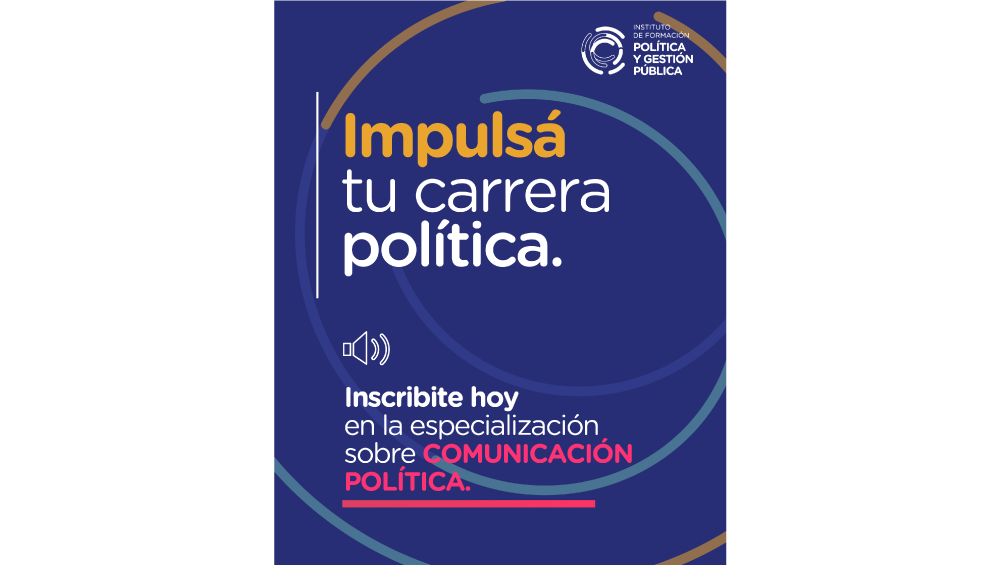 INSTITUTO
DE FORMACIÓN
POLÍTICA
Y GESTIÓN
PÚBLICA
Impulsá
tu carrera
política.
Inscribite hoy
en la especialización
sobre COMUNICACIÓN
POLÍTICA.